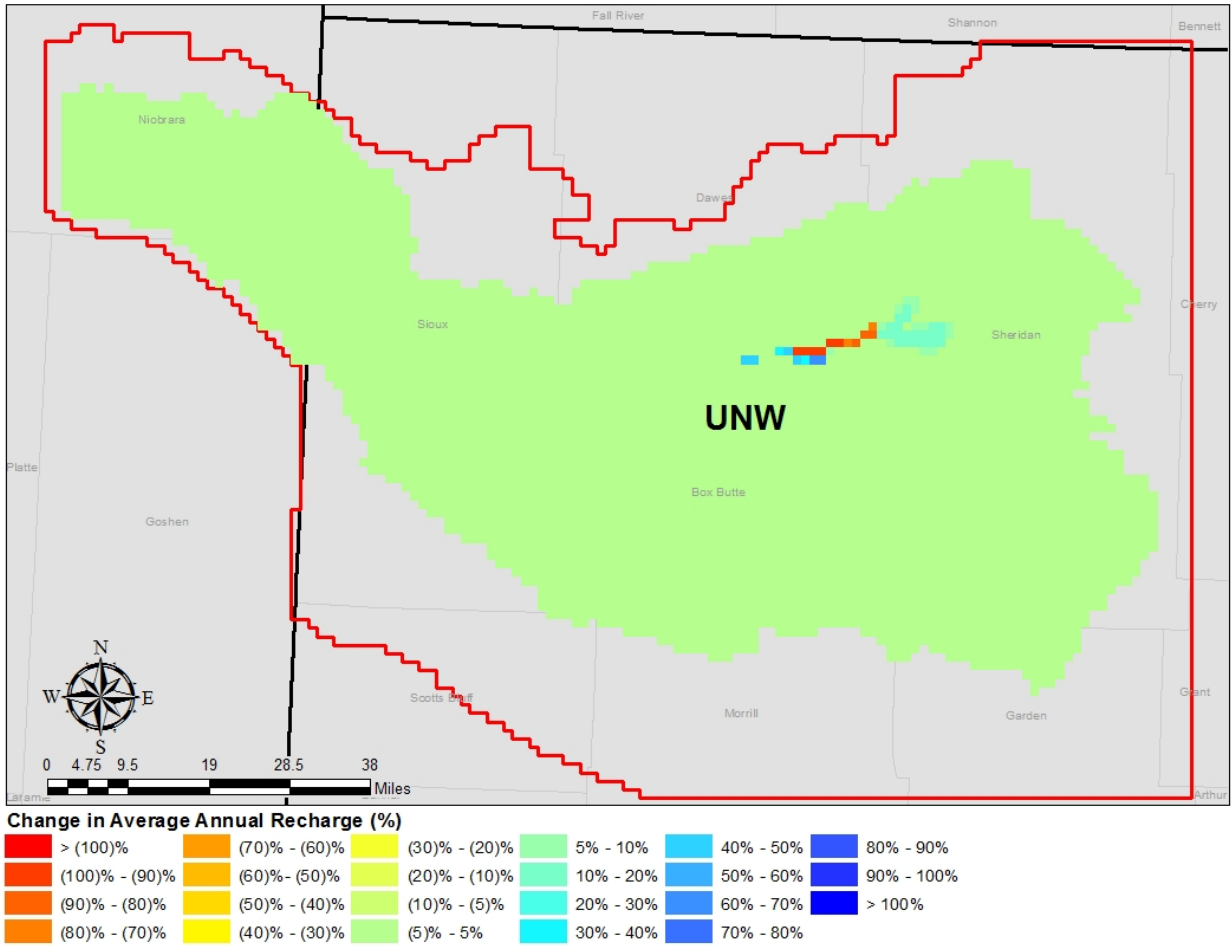 Fall River
Shannon
Bennett
Niobrara
Dawes
Cherry
Sioux
Sheridan
UNW
Platte
Box Butte
Goshen
N
W E
S
Scotts Bluff
Morrill
Garden
Grant
0 4.75 9.5 19 28.5 38
Miles
Laramie
Arthur
Change in Average Annual Recharge (%)
> (100)% (70)% - (60)% (30)% - (20)% 5% - 10% 40% - 50% 80% - 90%
(100)% - (90)% (60)%- (50)% (20)% - (10)% 10% - 20% 50% - 60% 90% - 100%
(90)% - (80)% (50)% - (40)% (10)% - (5)% 20% - 30% 60% - 70% > 100%
(80)% - (70)% (40)% - (30)% (5)% - 5% 30% - 40% 70% - 80%